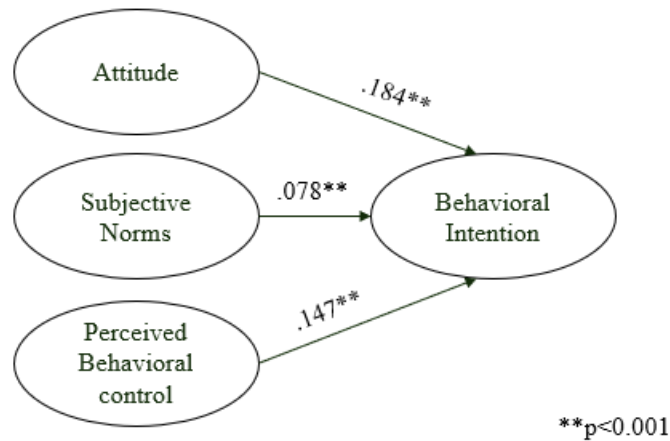 Attitude
.184**
Subjective
Norms
.078**
Behavioral
Intention
Perceived
Behavioral
control
.147**
**p<0.001